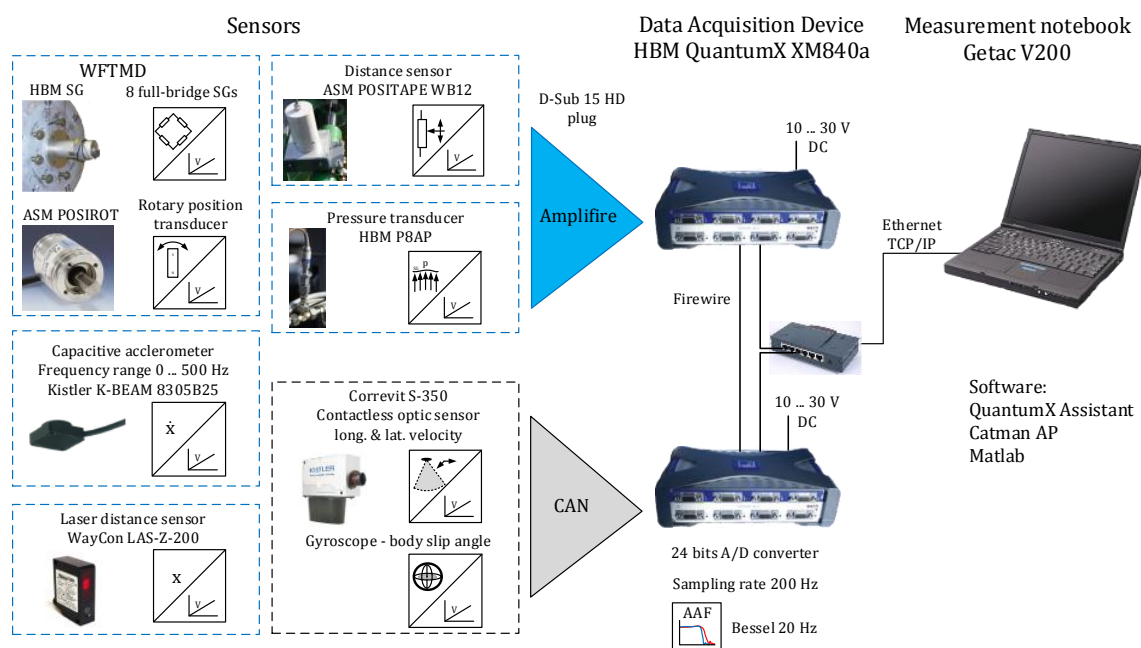 Sensors
Data Acquisition Device
HBM QuantumX XM840a
Measurement notebook
Getac V200
WFTMD
HBM SG
8 full-bridge SGs
V
ASM POSIROT
Rotary position
transducer
V
Distance sensor
ASM POSITAPE WB12
V
Pressure transducer
HBM P8AP
p
V
Capacitive acclerometer
Frequency range 0 ... 500 Hz
Kistler K-BEAM 8305B25
ẋ
V
Laser distance sensor
WayCon LAS-Z-200
x
V
Correvit S-350
Contactless optic sensor
long. & lat. velocity
KISTLER
V
Gyroscope - body slip angle
V
D-Sub 15 HD
plug
Amplifire
CAN
10 ... 30 V
DC
Firewire
Ethernet
TCP/IP
10 ... 30 V
DC
24 bits A/D converter
Sampling rate 200 Hz
AAF
Bessel 20 Hz
Software:
QuantumX Assistant
Catman AP
Matlab